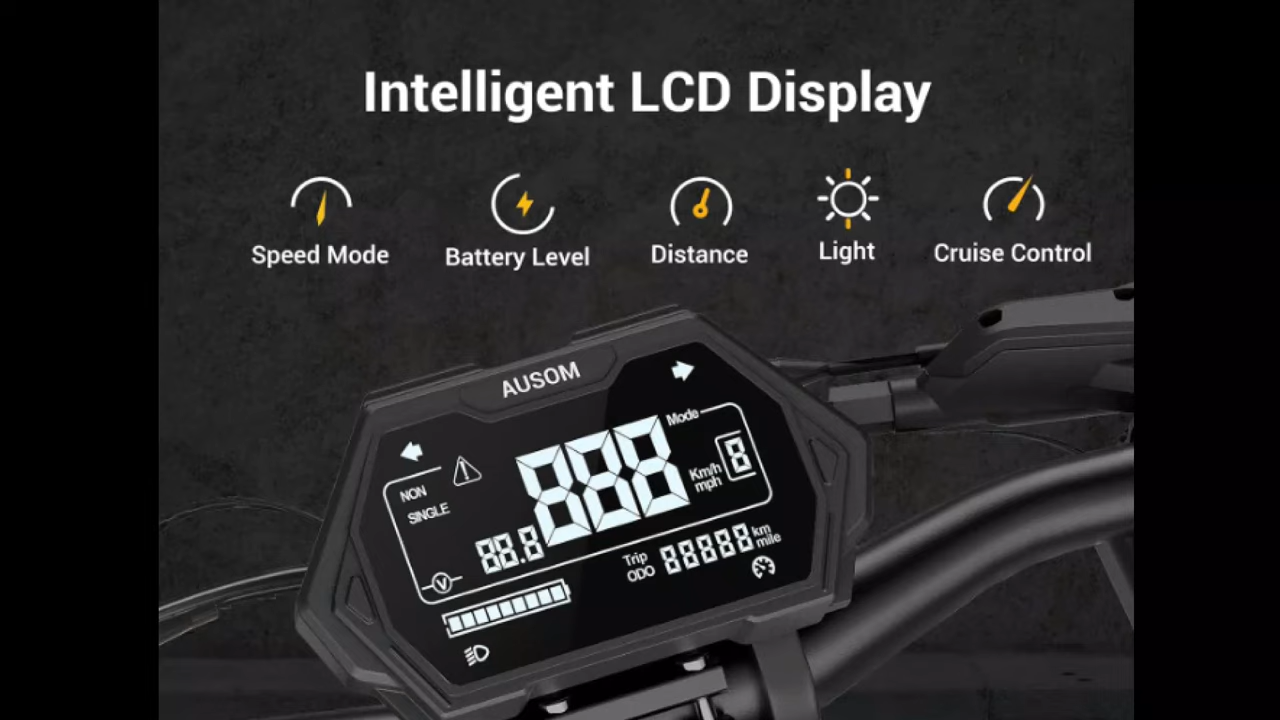 Intelligent LCD Display
Speed Mode
Battery Level
Distance
Light
Cruise Control
AUSOM
Mode
NON
SINGLE
888
Km/h
mph
8
88.8
V
Trip
ODO
88888
km
mile